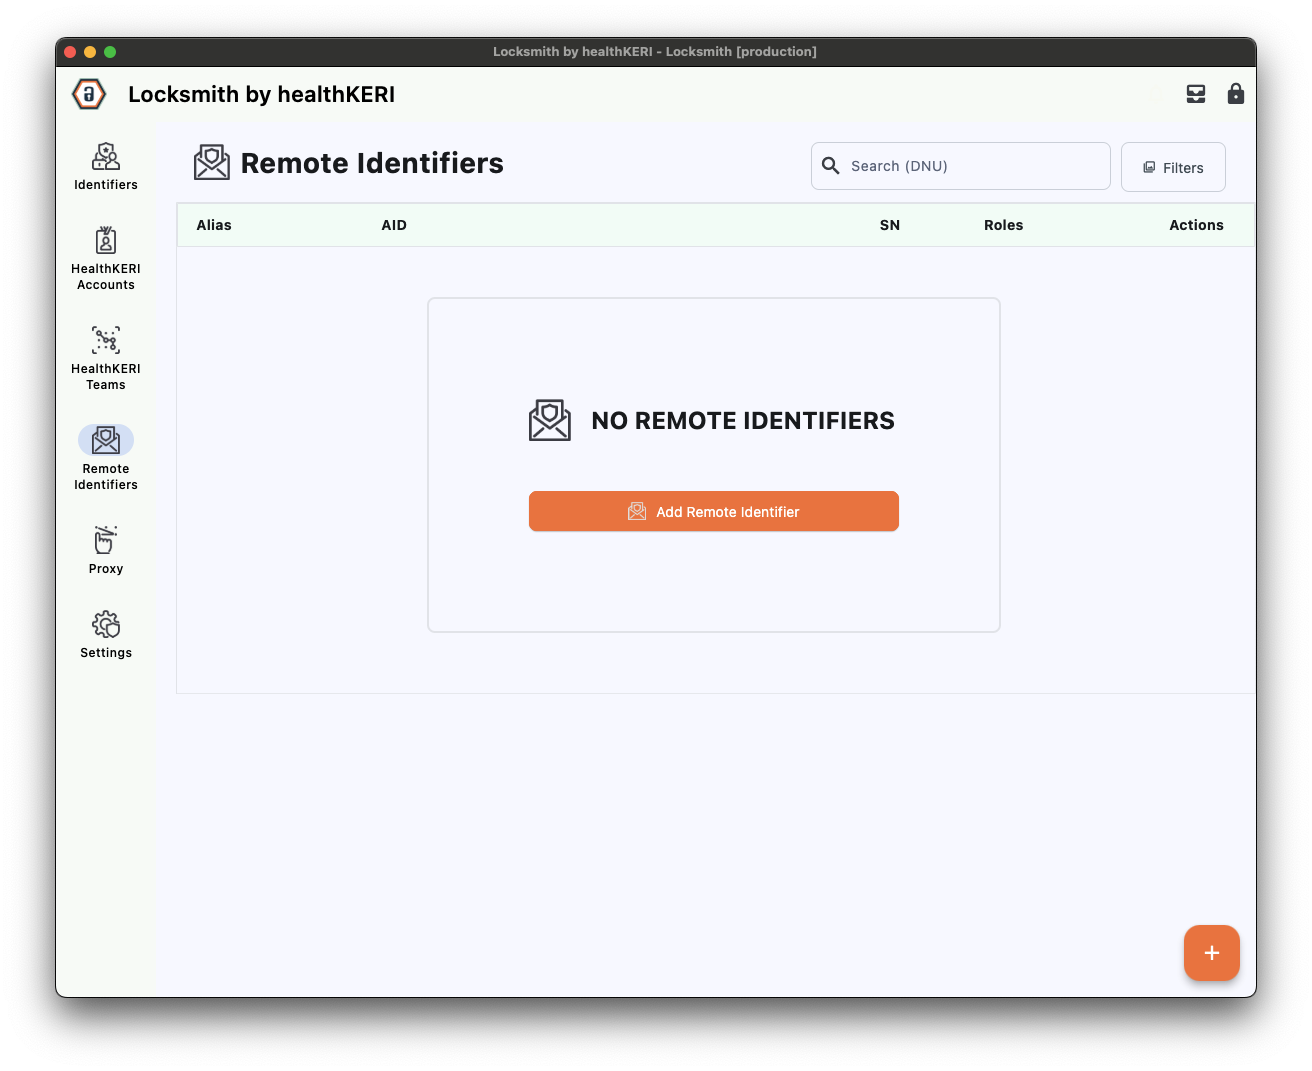 Locksmith by healthKERI - Locksmith [production]
Locksmith by healthKERI
Identifiers
HealthKERI
Accounts
HealthKERI
Teams
Remote
Identifiers
Proxy
Settings
Remote Identifiers
Search (DNU)
Filters
Alias AID SN Roles Actions
NO REMOTE IDENTIFIERS
Add Remote Identifier
+